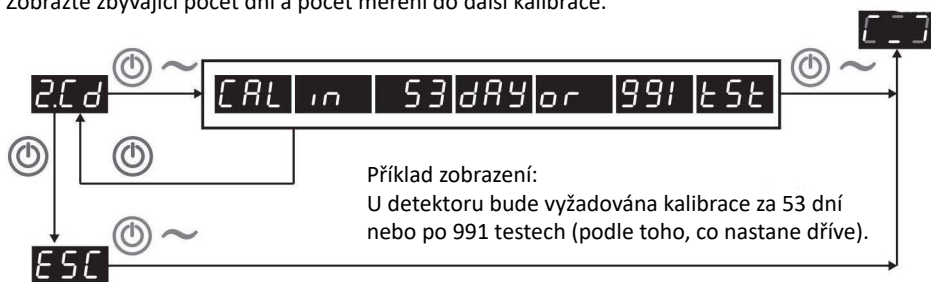 Zobrazte zbývající počet dní a počet měření do další kalibrace.
2.Cd
CAL in 53 dAY or 991 tSt
Příklad zobrazení:
U detektoru bude vyžadována kalibrace za 53 dní
nebo po 991 testech (podle toho, co nastane dříve).
ESC